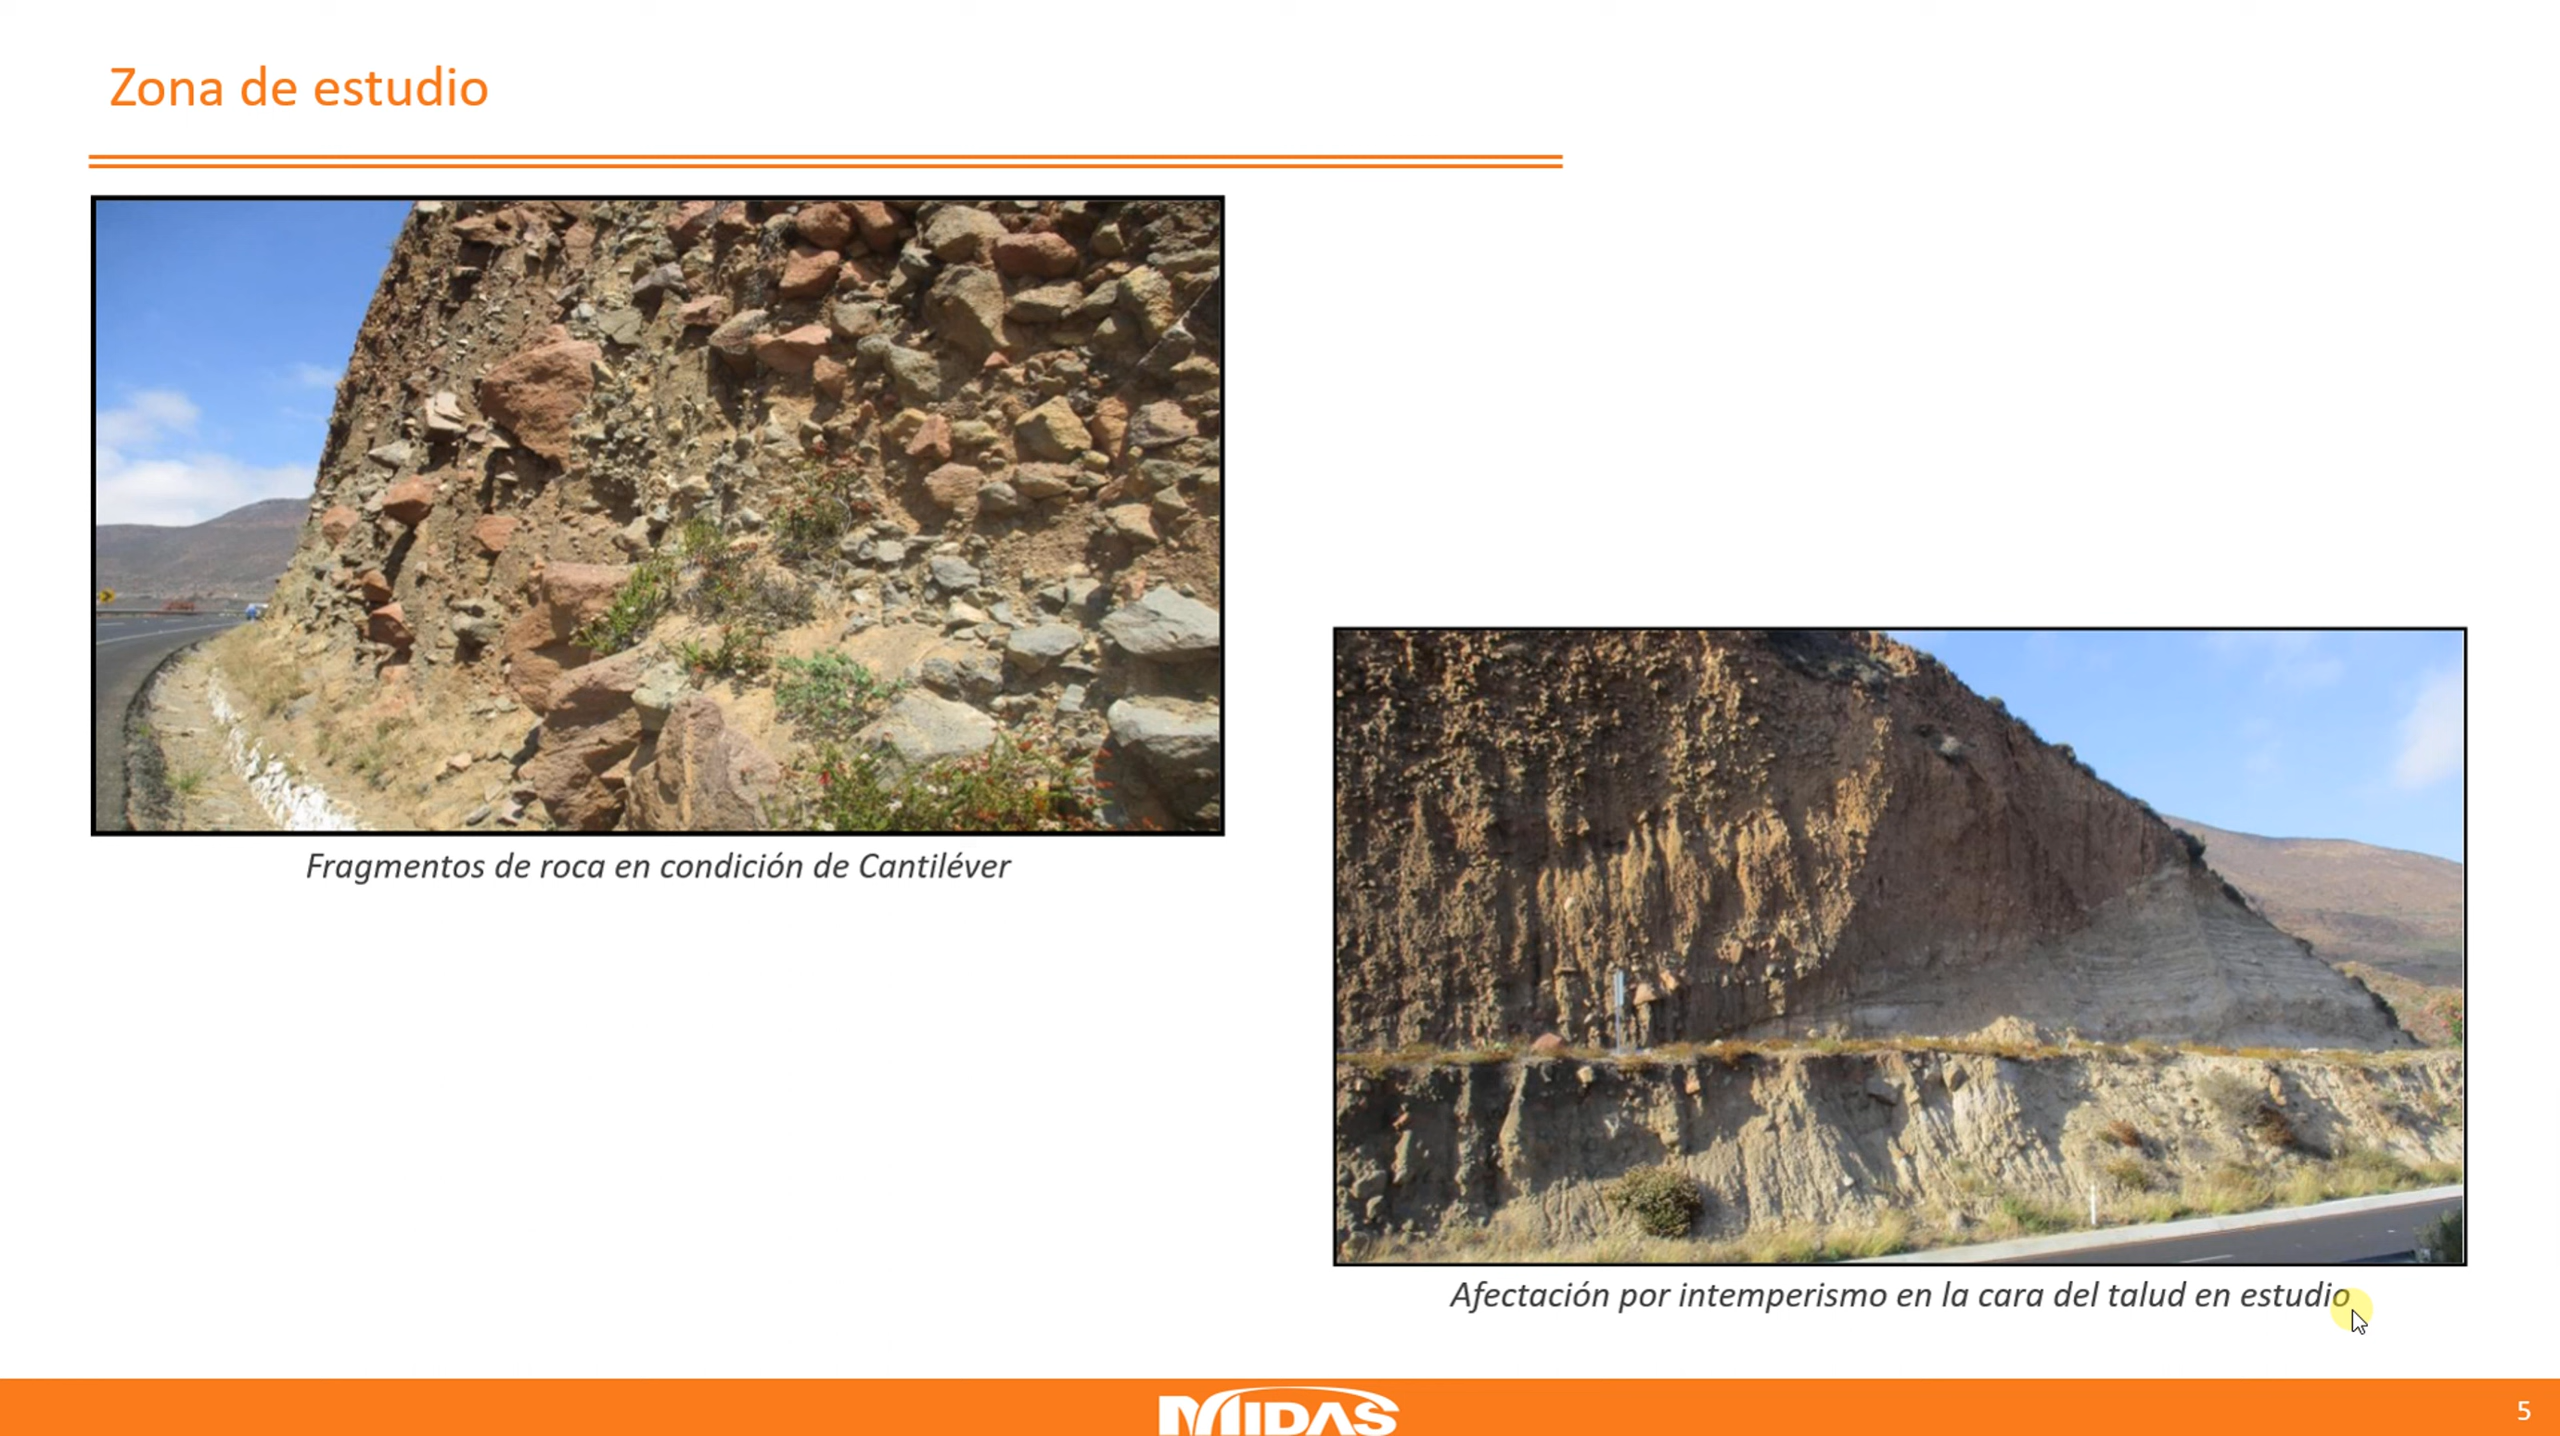 Zona de estudio
Fragmentos de roca en condición de Cantiléver
Afectación por intemperismo en la cara del talud en estudio
MIDAS
5